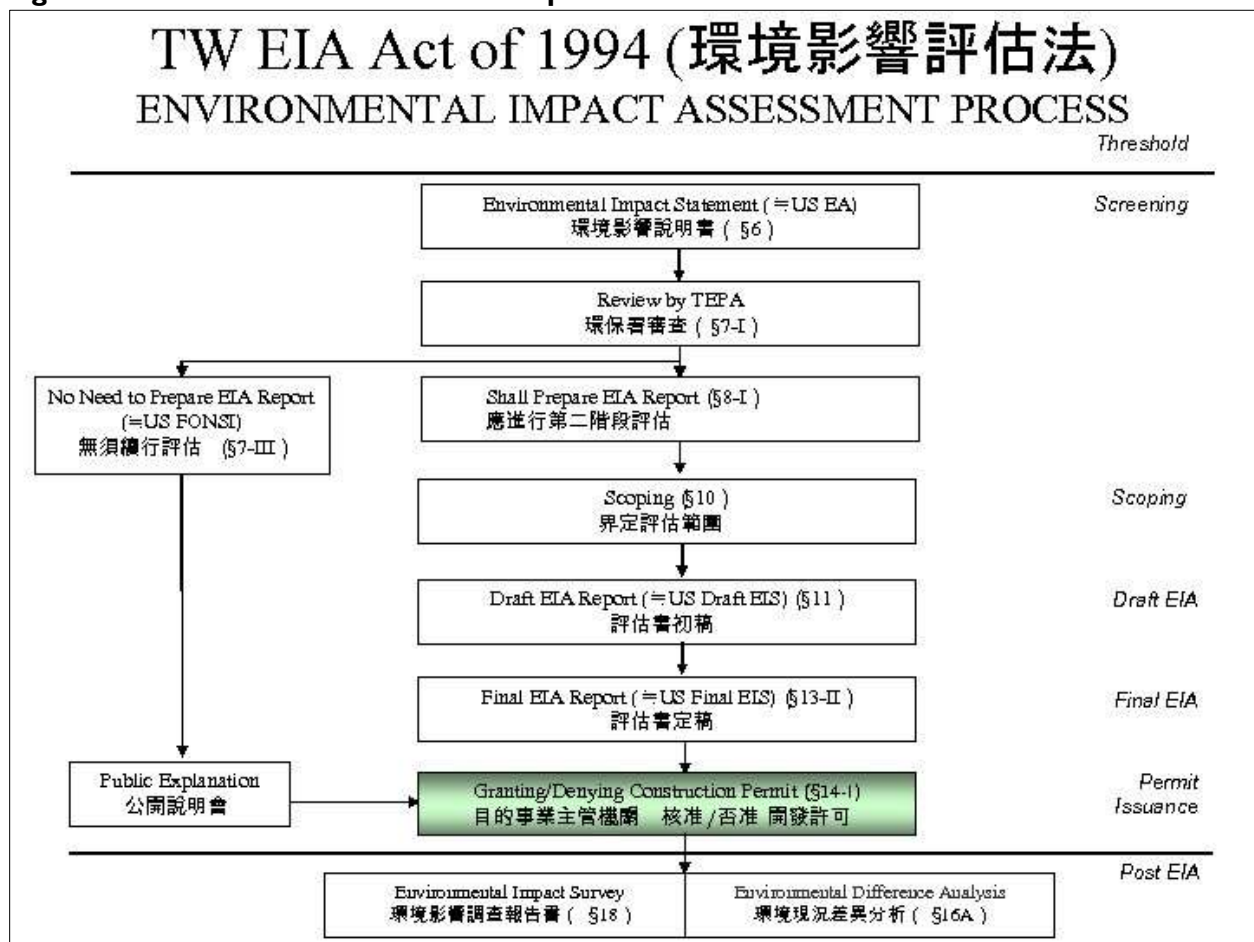 TW EIA Act of 1994 (環境影響評估法)
ENVIRONMENTAL IMPACT ASSESSMENT PROCESS
Threshold
Environmental Impact Statement (≒US EA)
環境影響說明書 ( §6 )
Screening
Review by TEPA
環保署審查 ( §7-I )
No Need to Prepare EIA Report
(≒US FONSI)
無須續行評估 (§7-III )
Shall Prepare EIA Report (§8-I )
應進行第二階段評估
Scoping (§10 )
界定評估範圍
Scoping
Draft EIA Report (≒US Draft EIS) (§11 )
評估書初稿
Draft EIA
Final EIA Report (≒US Final EIS) (§13-II )
評估書定稿
Final EIA
Public Explanation
公開說明會
Granting/Denying Construction Permit (§14-I)
目的事業主管機關 核准/否准 開發許可
Permit
Issuance
Post EIA
Environmental Impact Survey
環境影響調查報告書 ( §18 )
Environmental Difference Analysis
環境現況差異分析 ( §16A )